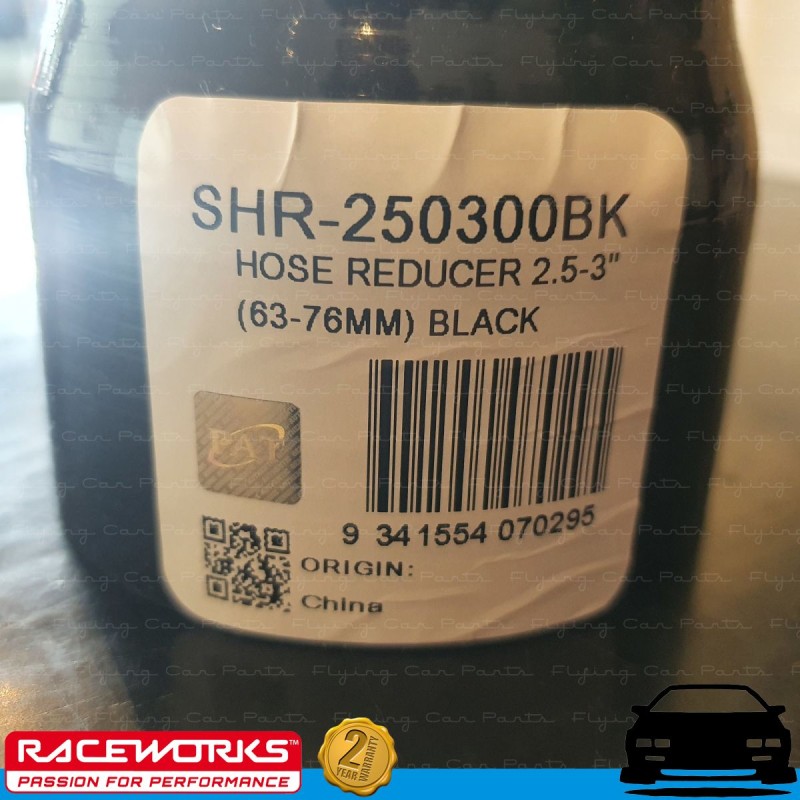 SHR-250300BK
HOSE REDUCER 2.5-3"
(63-76MM) BLACK
9 341554 070295
ORIGIN:
China
RACEWORKS™
PASSION FOR PERFORMANCE
2
YEAR WARRANTY
Flying Car Parts